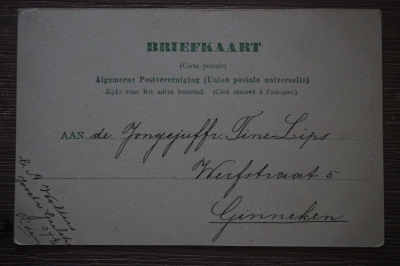 BRIEFKAART
(Carte postale)
Algemeene Postvereeniging (Union postale universelle)
Zijde voor het adres bestemd. (Côté réservé à l'adresse.)
AAN de Jongejuffr Tine Lips
Werfstraat 5
Ginneken